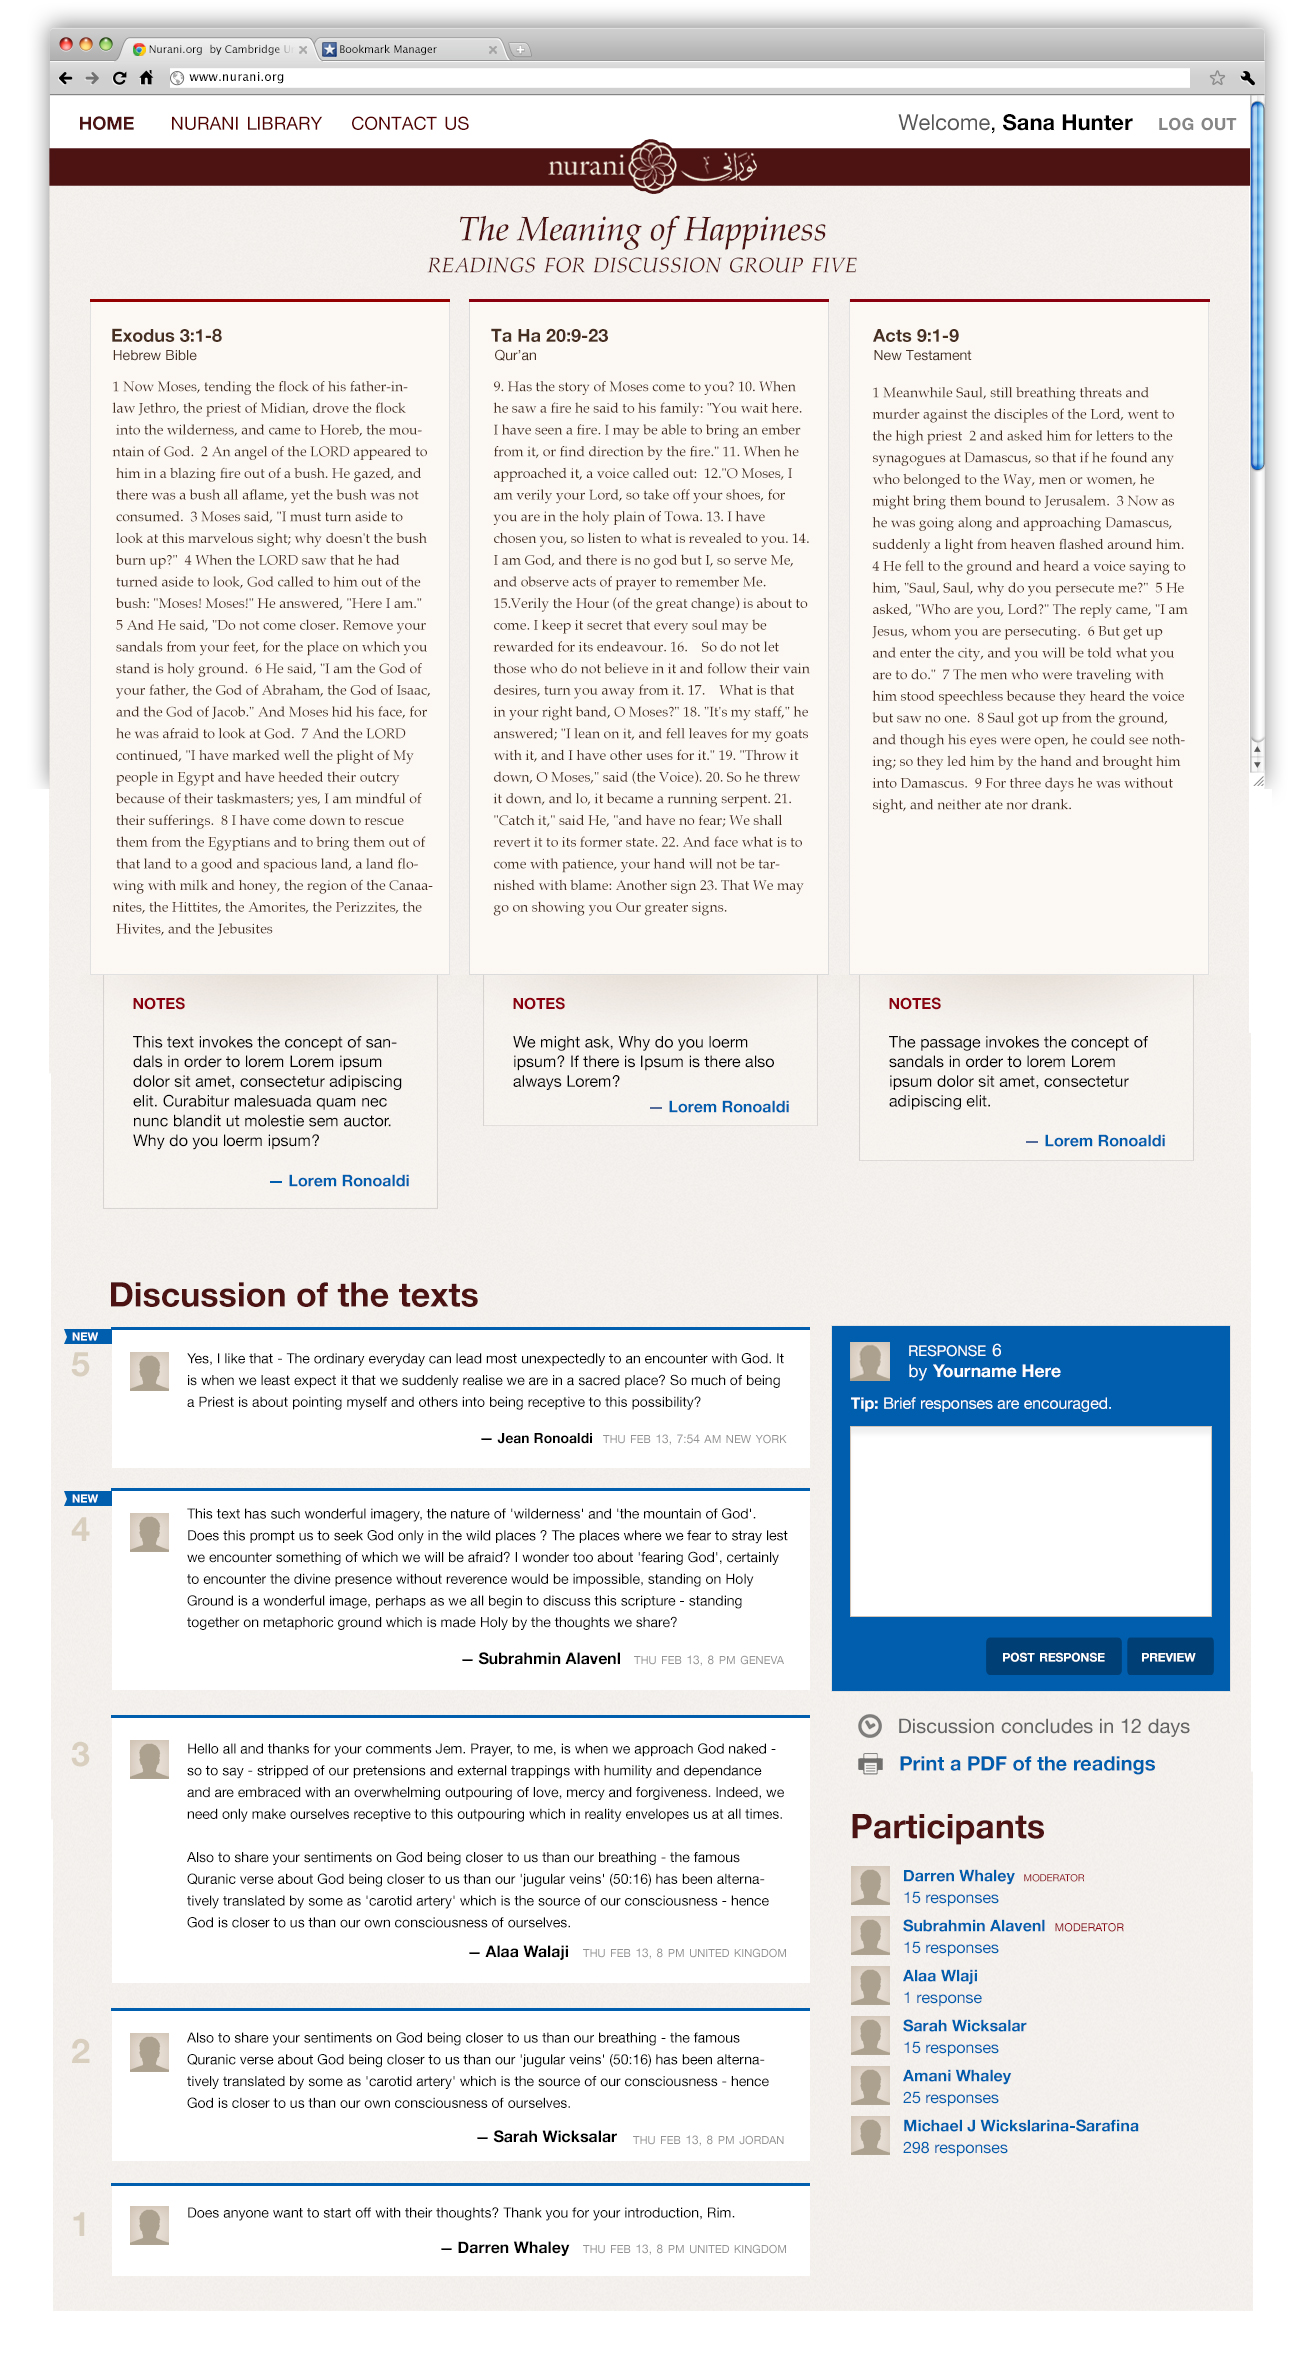 Nurani.org by Cambridge U
Bookmark Manager
www.nurani.org
HOME NURANI LIBRARY CONTACT US
Welcome, Sana Hunter LOG OUT
nurani نوراني
The Meaning of Happiness
READINGS FOR DISCUSSION GROUP FIVE
Exodus 3:1-8
Hebrew Bible
1 Now Moses, tending the flock of his father-in-
law Jethro, the priest of Midian, drove the flock
into the wilderness, and came to Horeb, the mou-
ntain of God. 2 An angel of the LORD appeared to
him in a blazing fire out of a bush. He gazed, and
there was a bush all aflame, yet the bush was not
consumed. 3 Moses said, "I must turn aside to
look at this marvelous sight; why doesn't the bush
burn up?" 4 When the LORD saw that he had
turned aside to look, God called to him out of the
bush: "Moses! Moses!" He answered, "Here I am."
5 And He said, "Do not come closer. Remove your
sandals from your feet, for the place on which you
stand is holy ground. 6 He said, "I am the God of
your father, the God of Abraham, the God of Isaac,
and the God of Jacob." And Moses hid his face, for
he was afraid to look at God. 7 And the LORD
continued, "I have marked well the plight of My
people in Egypt and have heeded their outcry
because of their taskmasters; yes, I am mindful of
their sufferings. 8 I have come down to rescue
them from the Egyptians and to bring them out of
that land to a good and spacious land, a land flo-
wing with milk and honey, the region of the Canaa-
nites, the Hittites, the Amorites, the Perizzites, the
Hivites, and the Jebusites
Ta Ha 20:9-23
Qur'an
9. Has the story of Moses come to you? 10. When
he saw a fire he said to his family: "You wait here.
I have seen a fire. I may be able to bring an ember
from it, or find direction by the fire." 11. When he
approached it, a voice called out: 12."O Moses, I
am verily your Lord, so take off your shoes, for
you are in the holy plain of Towa. 13. I have
chosen you, so listen to what is revealed to you. 14.
I am God, and there is no god but I, so serve Me,
and observe acts of prayer to remember Me.
15.Verily the Hour (of the great change) is about to
come. I keep it secret that every soul may be
rewarded for its endeavour. 16. So do not let
those who do not believe in it and follow their vain
desires, turn you away from it. 17. What is that
in your right band, O Moses?" 18. "It's my staff," he
answered; "I lean on it, and fell leaves for my goats
with it, and I have other uses for it." 19. "Throw it
down, O Moses," said (the Voice). 20. So he threw
it down, and lo, it became a running serpent. 21.
"Catch it," said He, "and have no fear; We shall
revert it to its former state. 22. And face what is to
come with patience, your hand will not be tar-
nished with blame: Another sign 23. That We may
go on showing you Our greater signs.
Acts 9:1-9
New Testament
1 Meanwhile Saul, still breathing threats and
murder against the disciples of the Lord, went to
the high priest 2 and asked him for letters to the
synagogues at Damascus, so that if he found any
who belonged to the Way, men or women, he
might bring them bound to Jerusalem. 3 Now as
he was going along and approaching Damascus,
suddenly a light from heaven flashed around him.
4 He fell to the ground and heard a voice saying to
him, "Saul, Saul, why do you persecute me?" 5 He
asked, "Who are you, Lord?" The reply came, "I am
Jesus, whom you are persecuting. 6 But get up
and enter the city, and you will be told what you
are to do." 7 The men who were traveling with
him stood speechless because they heard the voice
but saw no one. 8 Saul got up from the ground,
and though his eyes were open, he could see noth-
ing; so they led him by the hand and brought him
into Damascus. 9 For three days he was without
sight, and neither ate nor drank.
NOTES
This text invokes the concept of san-
dals in order to lorem Lorem ipsum
dolor sit amet, consectetur adipiscing
elit. Curabitur malesuada quam nec
nunc blandit ut molestie sem auctor.
Why do you loerm ipsum?
— Lorem Ronoaldi
NOTES
We might ask, Why do you loerm
ipsum? If there is Ipsum is there also
always Lorem?
— Lorem Ronoaldi
NOTES
The passage invokes the concept of
sandals in order to lorem Lorem
ipsum dolor sit amet, consectetur
adipiscing elit.
— Lorem Ronoaldi
Discussion of the texts
NEW
5
Yes, I like that - The ordinary everyday can lead most unexpectedly to an encounter with God. It
is when we least expect it that we suddenly realise we are in a sacred place? So much of being
a Priest is about pointing myself and others into being receptive to this possibility?
— Jean Ronoaldi THU FEB 13, 7:54 AM NEW YORK
NEW
4
This text has such wonderful imagery, the nature of 'wilderness' and 'the mountain of God'.
Does this prompt us to seek God only in the wild places ? The places where we fear to stray lest
we encounter something of which we will be afraid? I wonder too about 'fearing God', certainly
to encounter the divine presence without reverence would be impossible, standing on Holy
Ground is a wonderful image, perhaps as we all begin to discuss this scripture - standing
together on metaphoric ground which is made Holy by the thoughts we share?
— Subrahmin Alavenl THU FEB 13, 8 PM GENEVA
3
Hello all and thanks for your comments Jem. Prayer, to me, is when we approach God naked -
so to say - stripped of our pretensions and external trappings with humility and dependance
and are embraced with an overwhelming outpouring of love, mercy and forgiveness. Indeed, we
need only make ourselves receptive to this outpouring which in reality envelopes us at all times.
Also to share your sentiments on God being closer to us than our breathing - the famous
Quranic verse about God being closer to us than our 'jugular veins' (50:16) has been alterna-
tively translated by some as 'carotid artery' which is the source of our consciousness - hence
God is closer to us than our own consciousness of ourselves.
— Alaa Walaji THU FEB 13, 8 PM UNITED KINGDOM
2
Also to share your sentiments on God being closer to us than our breathing - the famous
Quranic verse about God being closer to us than our 'jugular veins' (50:16) has been alterna-
tively translated by some as 'carotid artery' which is the source of our consciousness - hence
God is closer to us than our own consciousness of ourselves.
— Sarah Wicksalar THU FEB 13, 8 PM JORDAN
1
Does anyone want to start off with their thoughts? Thank you for your introduction, Rim.
— Darren Whaley THU FEB 13, 8 PM UNITED KINGDOM
RESPONSE 6
by Yourname Here
Tip: Brief responses are encouraged.
POST RESPONSE PREVIEW
Discussion concludes in 12 days
Print a PDF of the readings
Participants
Darren Whaley MODERATOR
15 responses
Subrahmin Alavenl MODERATOR
15 responses
Alaa Wlaji
1 response
Sarah Wicksalar
15 responses
Amani Whaley
25 responses
Michael J Wickslarina-Sarafina
298 responses